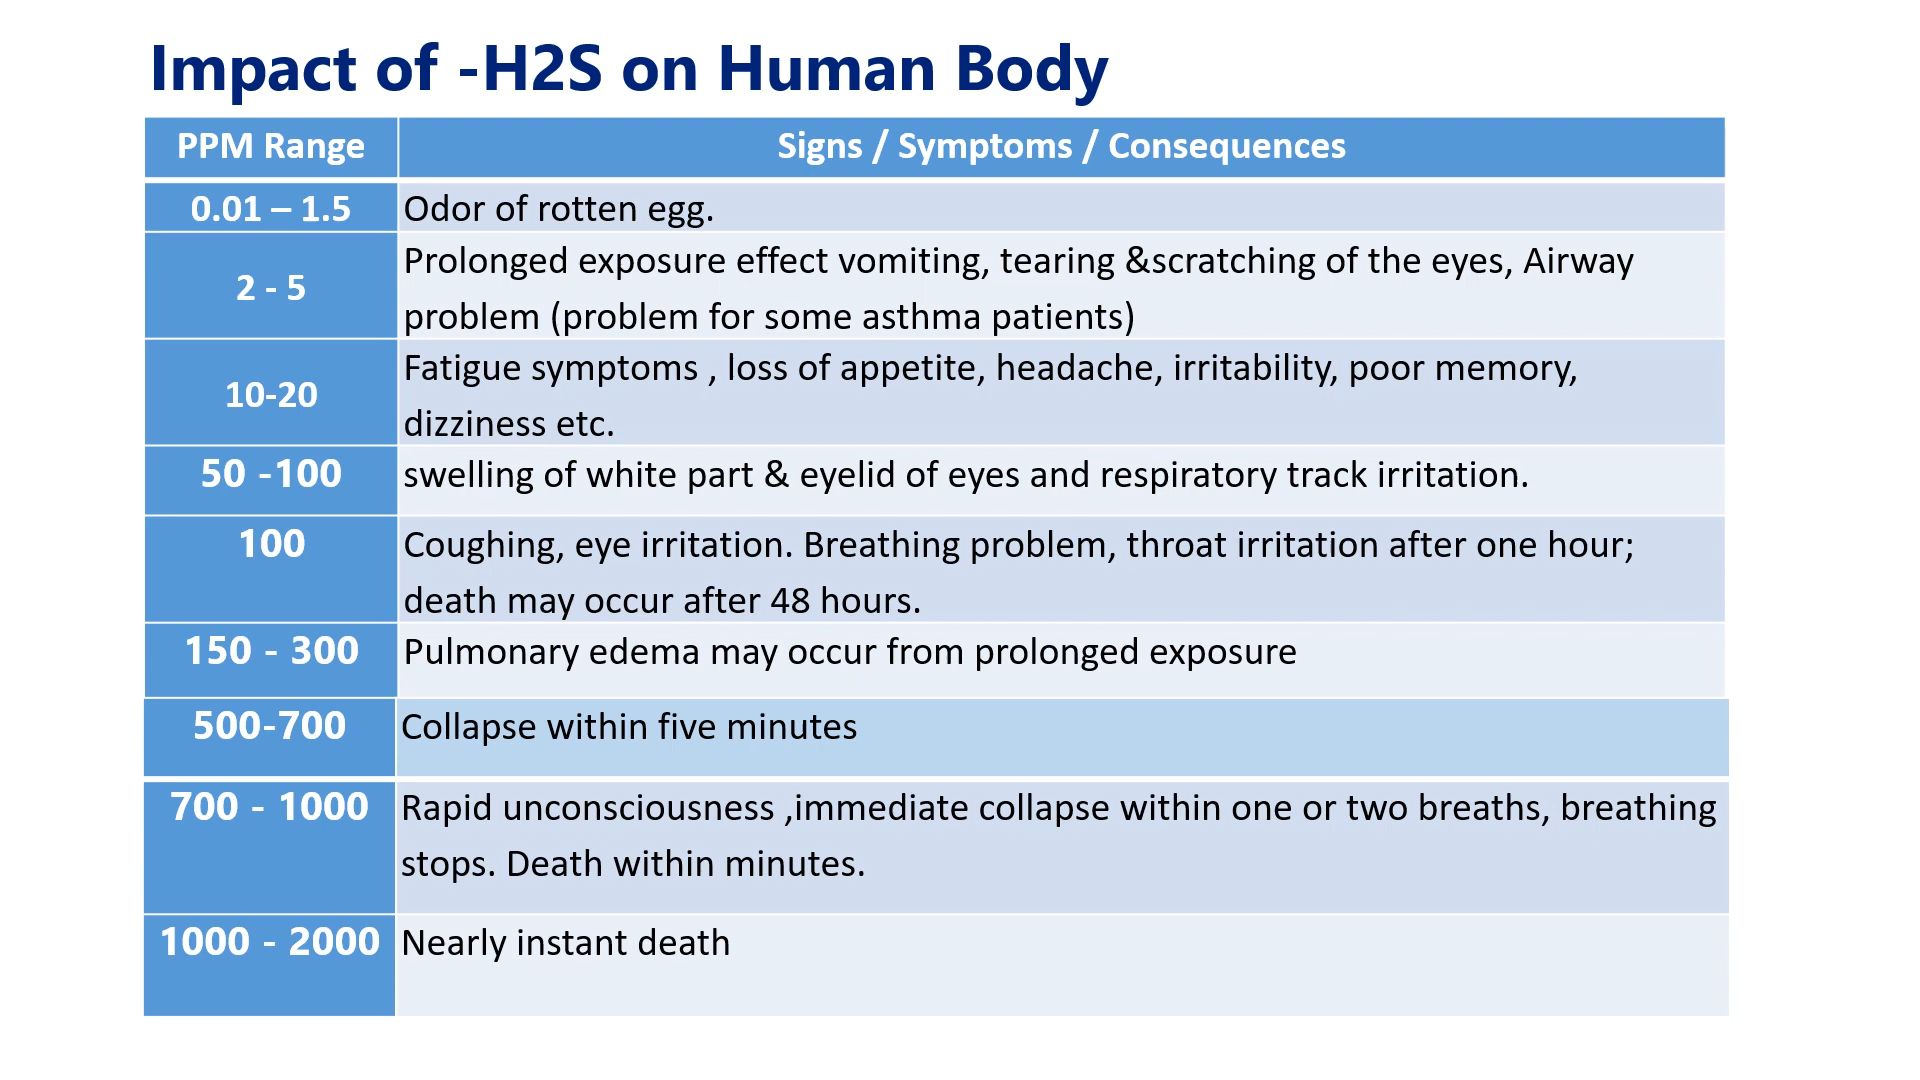 Impact of -H2S on Human Body
PPM Range
Signs / Symptoms / Consequences
0.01 – 1.5
Odor of rotten egg.
2 - 5
Prolonged exposure effect vomiting, tearing &scratching of the eyes, Airway
problem (problem for some asthma patients)
10-20
Fatigue symptoms , loss of appetite, headache, irritability, poor memory,
dizziness etc.
50 -100
swelling of white part & eyelid of eyes and respiratory track irritation.
100
Coughing, eye irritation. Breathing problem, throat irritation after one hour;
death may occur after 48 hours.
150 - 300
Pulmonary edema may occur from prolonged exposure
500-700
Collapse within five minutes
700 - 1000
Rapid unconsciousness ,immediate collapse within one or two breaths, breathing
stops. Death within minutes.
1000 - 2000
Nearly instant death